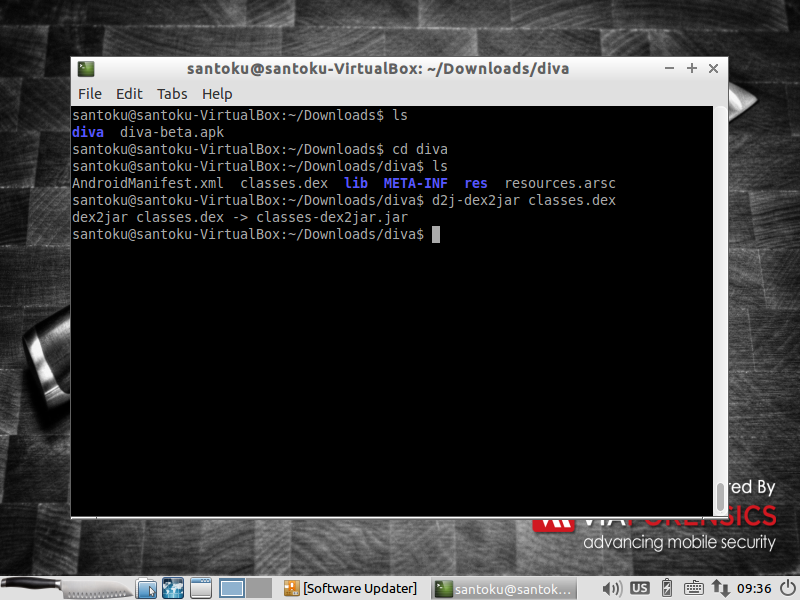 santoku@santoku-VirtualBox: ~/Downloads/diva
File Edit Tabs Help
santoku@santoku-VirtualBox:~/Downloads$ ls
diva diva-beta.apk
santoku@santoku-VirtualBox:~/Downloads$ cd diva
santoku@santoku-VirtualBox:~/Downloads/diva$ ls
AndroidManifest.xml classes.dex lib META-INF res resources.arsc
santoku@santoku-VirtualBox:~/Downloads/diva$ d2j-dex2jar classes.dex
dex2jar classes.dex -> classes-dex2jar.jar
santoku@santoku-VirtualBox:~/Downloads/diva$
By
advancing mobile security
[Software Updater] santoku@santok... US 09:36